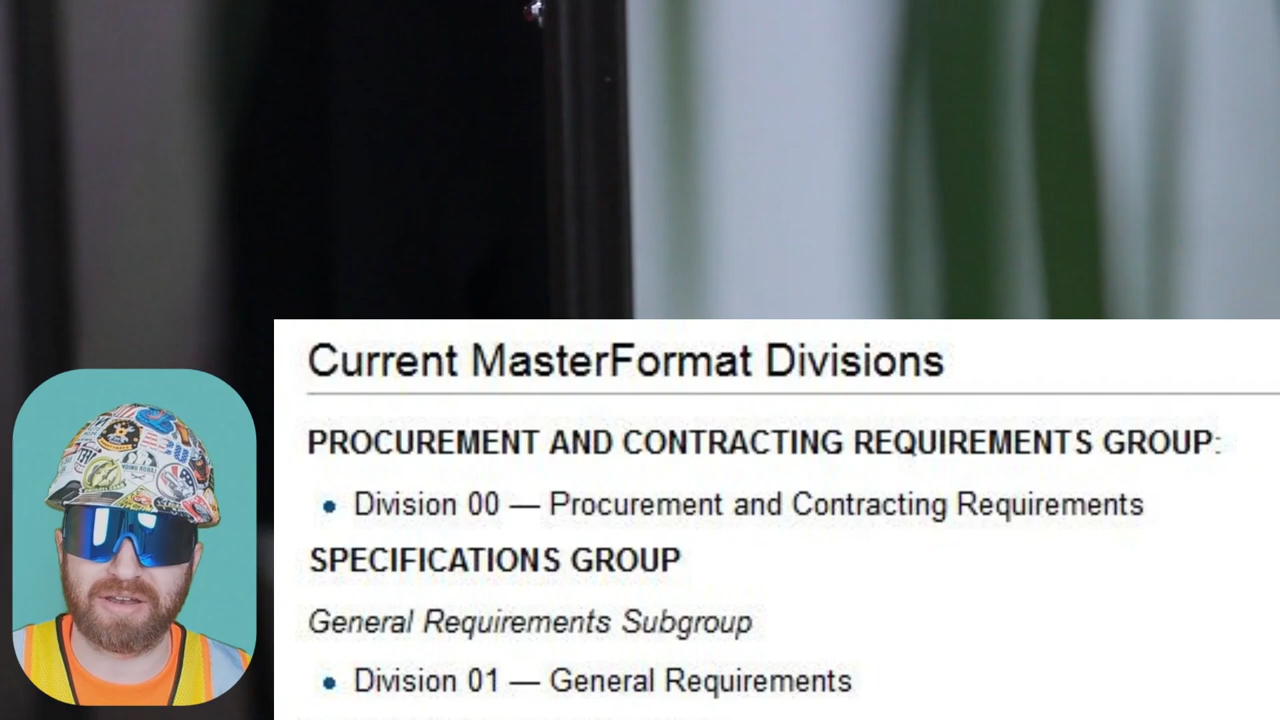 Current MasterFormat Divisions
PROCUREMENT AND CONTRACTING REQUIREMENTS GROUP:
• Division 00 — Procurement and Contracting Requirements
SPECIFICATIONS GROUP
General Requirements Subgroup
• Division 01 — General Requirements